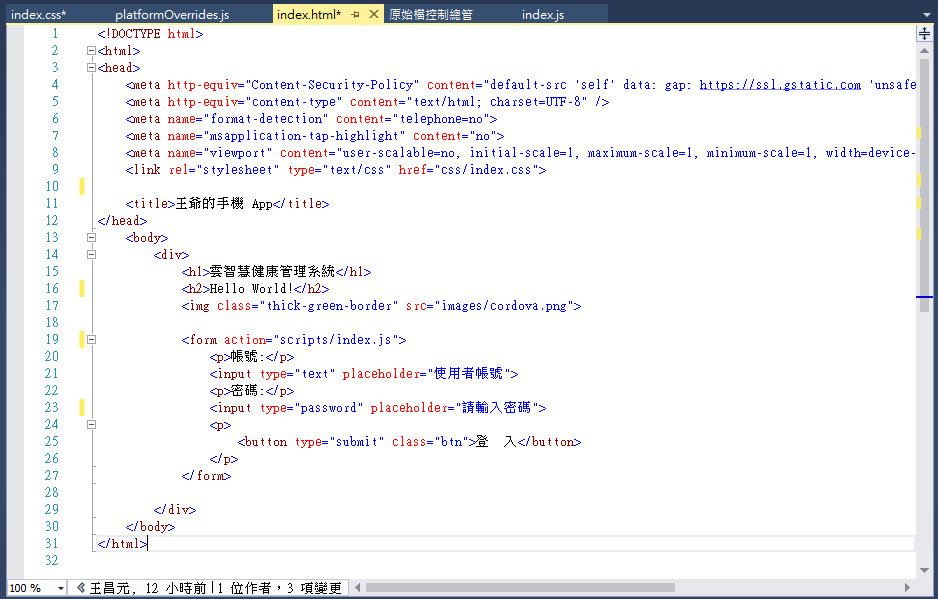 index.css* platformOverrides.js index.html* 原始檔控制總管 index.js
1 <!DOCTYPE html>
2 <html>
3 <head>
4 <meta http-equiv="Content-Security-Policy" content="default-src 'self' data: gap: https://ssl.gstatic.com 'unsafe
5 <meta http-equiv="content-type" content="text/html; charset=UTF-8" />
6 <meta name="format-detection" content="telephone=no">
7 <meta name="msapplication-tap-highlight" content="no">
8 <meta name="viewport" content="user-scalable=no, initial-scale=1, maximum-scale=1, minimum-scale=1, width=device-
9 <link rel="stylesheet" type="text/css" href="css/index.css">
10
11 <title>王爺的手機 App</title>
12 </head>
13 <body>
14 <div>
15 <h1>雲智慧健康管理系統</h1>
16 <h2>Hello World!</h2>
17 <img class="thick-green-border" src="images/cordova.png">
18
19 <form action="scripts/index.js">
20 <p>帳號:</p>
21 <input type="text" placeholder="使用者帳號">
22 <p>密碼:</p>
23 <input type="password" placeholder="請輸入密碼">
24 <p>
25 <button type="submit" class="btn">登　入</button>
26 </p>
27 </form>
28
29 </div>
30 </body>
31 </html>
32
100 % 王昌元, 12 小時前|1 位作者，3 項變更